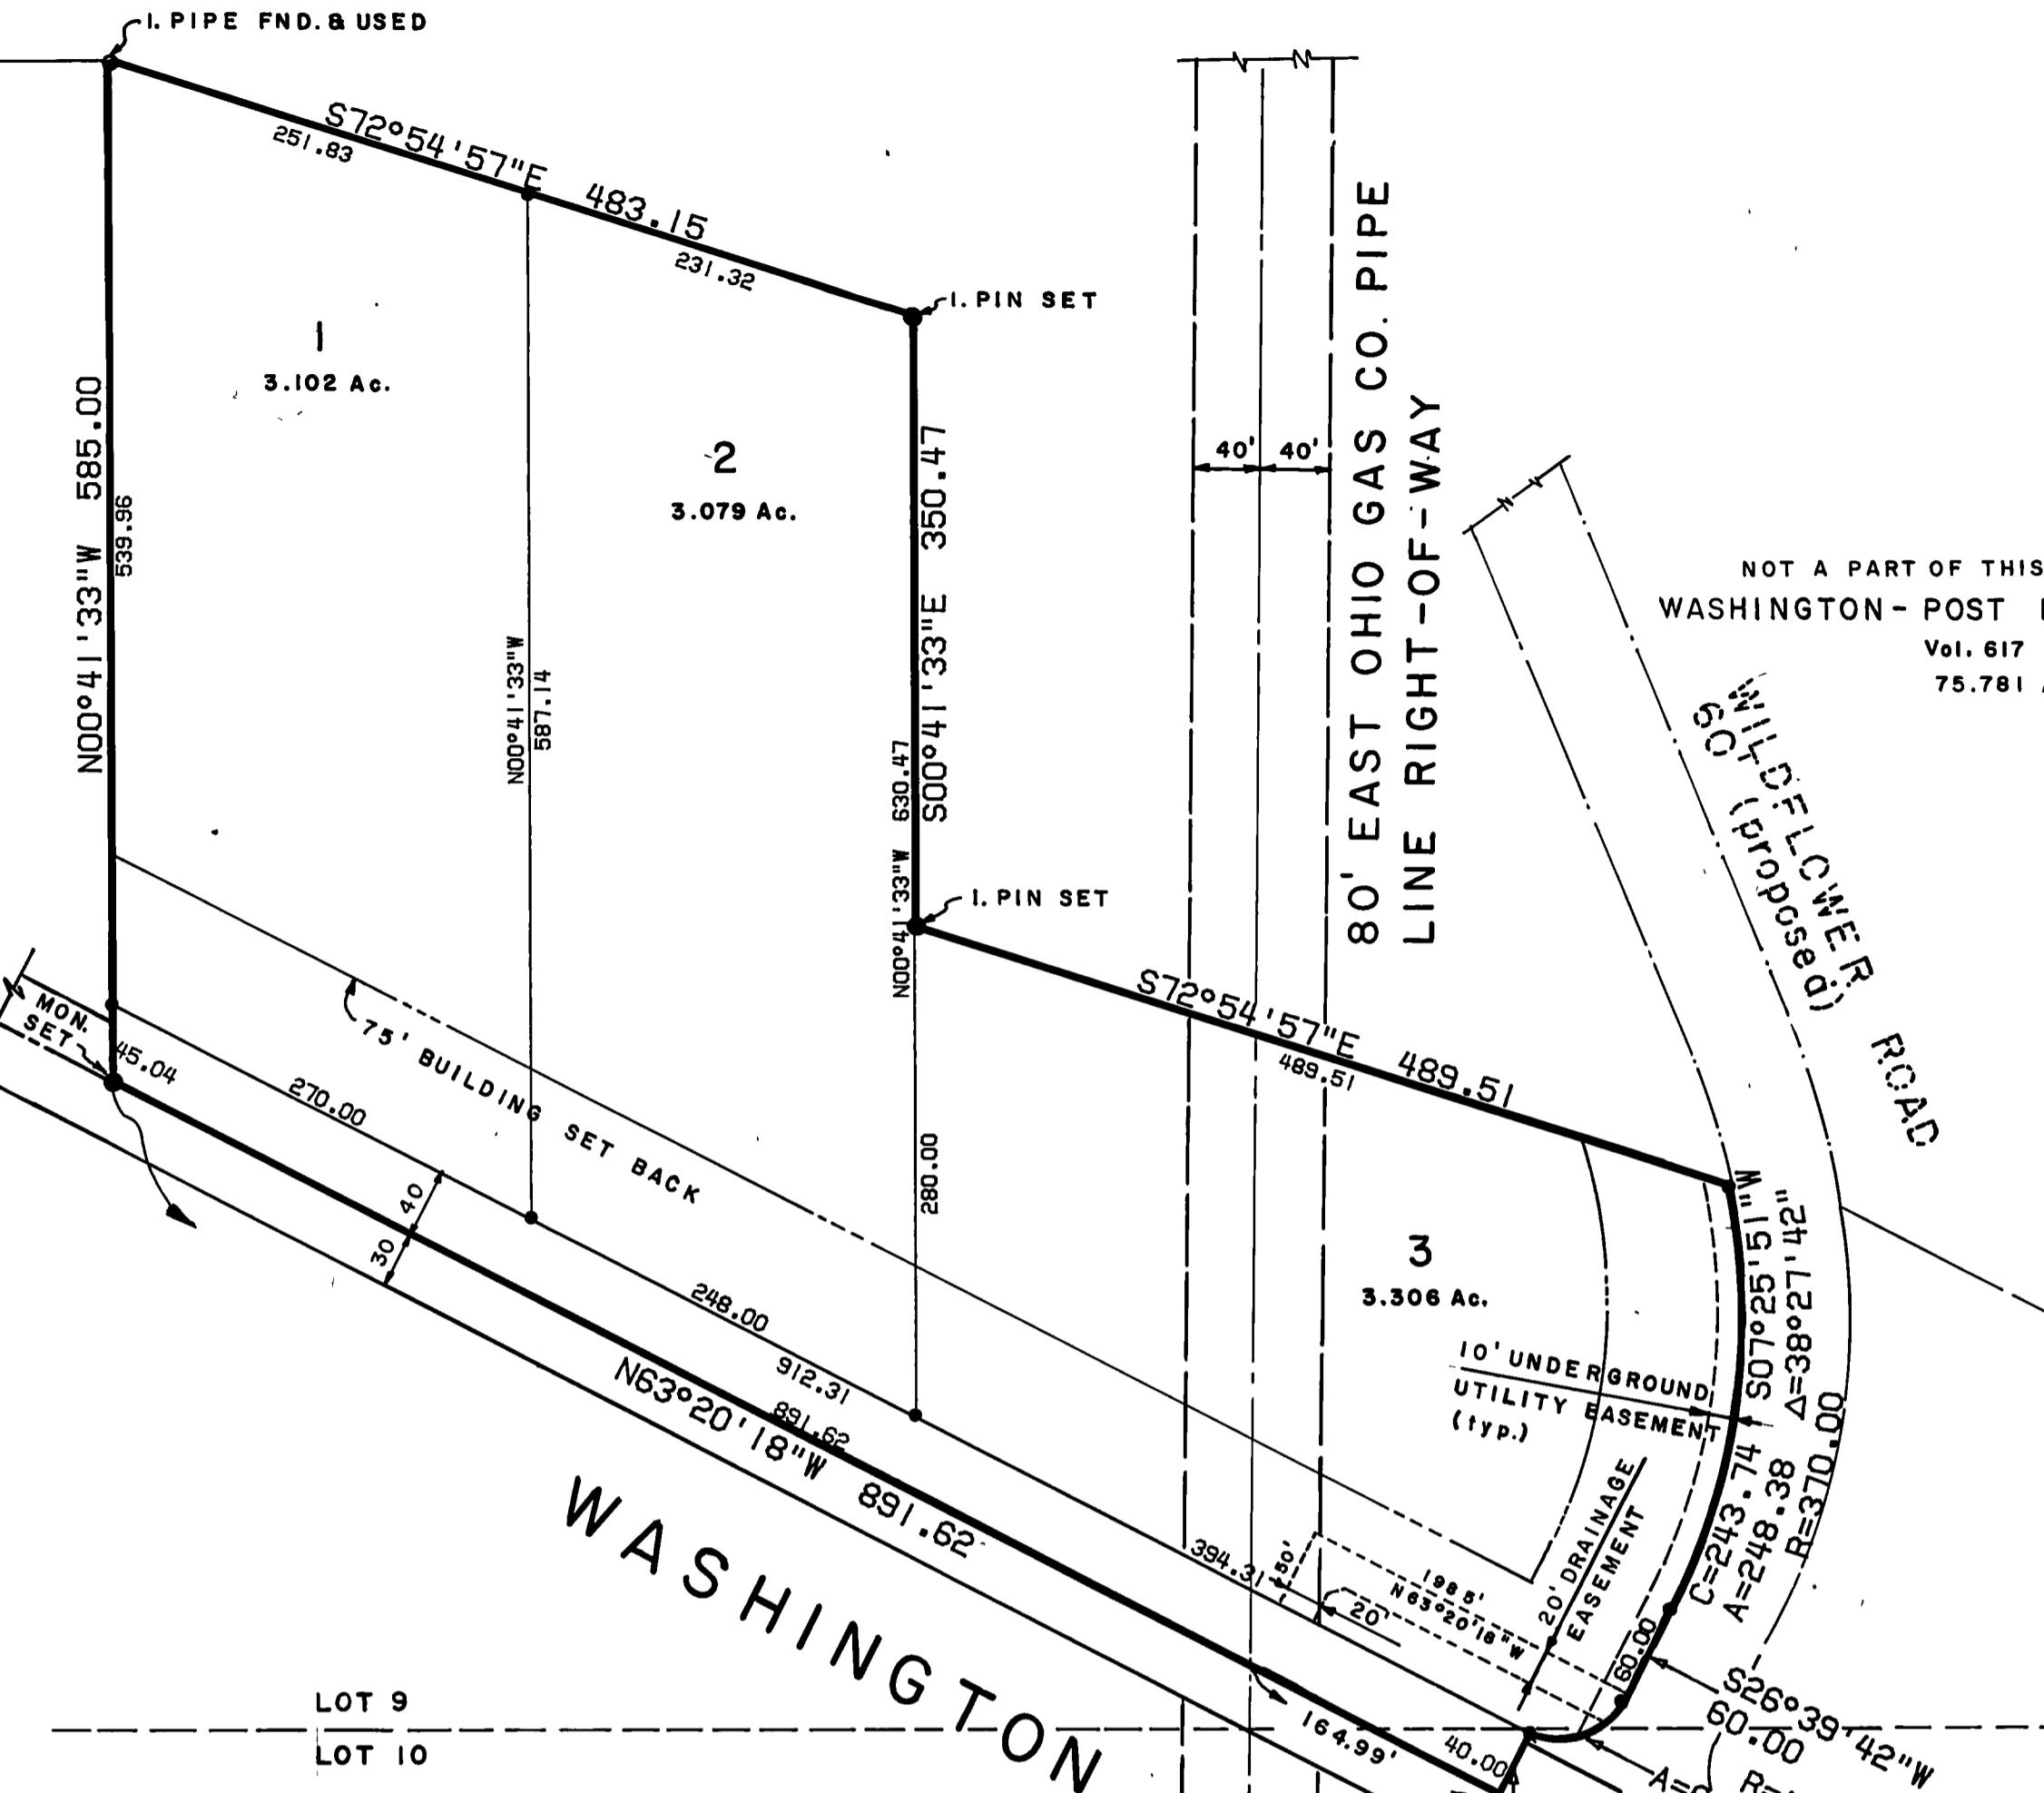 I. PIPE FND. & USED
S72°54'57"E 483.15
251.83
231.32
I. PIN SET
1
3.102 Ac.
2
3.079 Ac.
N00°41'33"W 585.00
539.96
N00°41'33"W
587.14
S00°41'33"E 350.47
N00°41'33"W 630.47
I. PIN SET
40' 40'
80' EAST OHIO GAS CO. PIPE
LINE RIGHT-OF-WAY
NOT A PART OF THIS
WASHINGTON-POST
Vol. 617
75.781
WILDFLOWER ROAD
60' (proposed)
S72°54'57"E 489.51
489.51
MON.
SET
45.04
270.00
75' BUILDING SET BACK
40
30
280.00
248.00
912.31
891.62
N63°20'18"W 891.62
3
3.306 Ac.
10' UNDERGROUND
UTILITY EASEMENT
(typ.)
S07°25'51"W
Δ=38°27'42"
C=243.74
A=248.38
R=370.00
394.31
50'
20'
198.5'
N63°20'18"W
20' DRAINAGE
EASEMENT
60.00
S26°39'42"W
60.00
WASHINGTON
164.99'
40.00
LOT 9
LOT 10